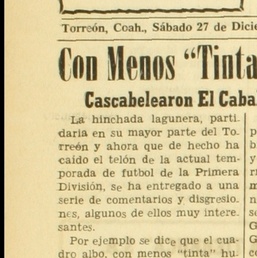 Torreón, Coah., Sábado 27 de Dicie
Con Menos "Tinta
Cascabelearon El Caba
La hinchada lagunera, parti-
daria en su mayor parte del To-
rreón y ahora que de hecho ha
caído el telón de la actual tem-
porada de futbol de la Primera
División, se ha entregado a una
serie de comentarios y disgresio-
nes, algunos de ellos muy intere-
santes.
Por ejemplo se dice que el cua-
dro albo, con menos "tinta" hu-